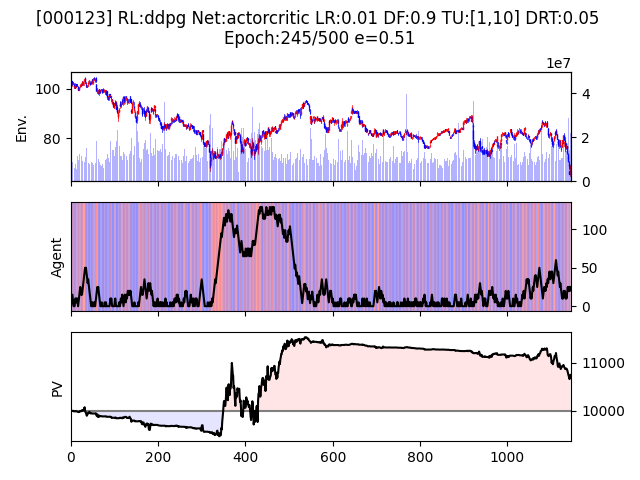 [000123] RL:ddpg Net:actorcritic LR:0.01 DF:0.9 TU:[1,10] DRT:0.05
Epoch:245/500 e=0.51
1e7
Env.
100
80
4
2
0
Agent
100
50
0
PV
11000
10000
0 200 400 600 800 1000